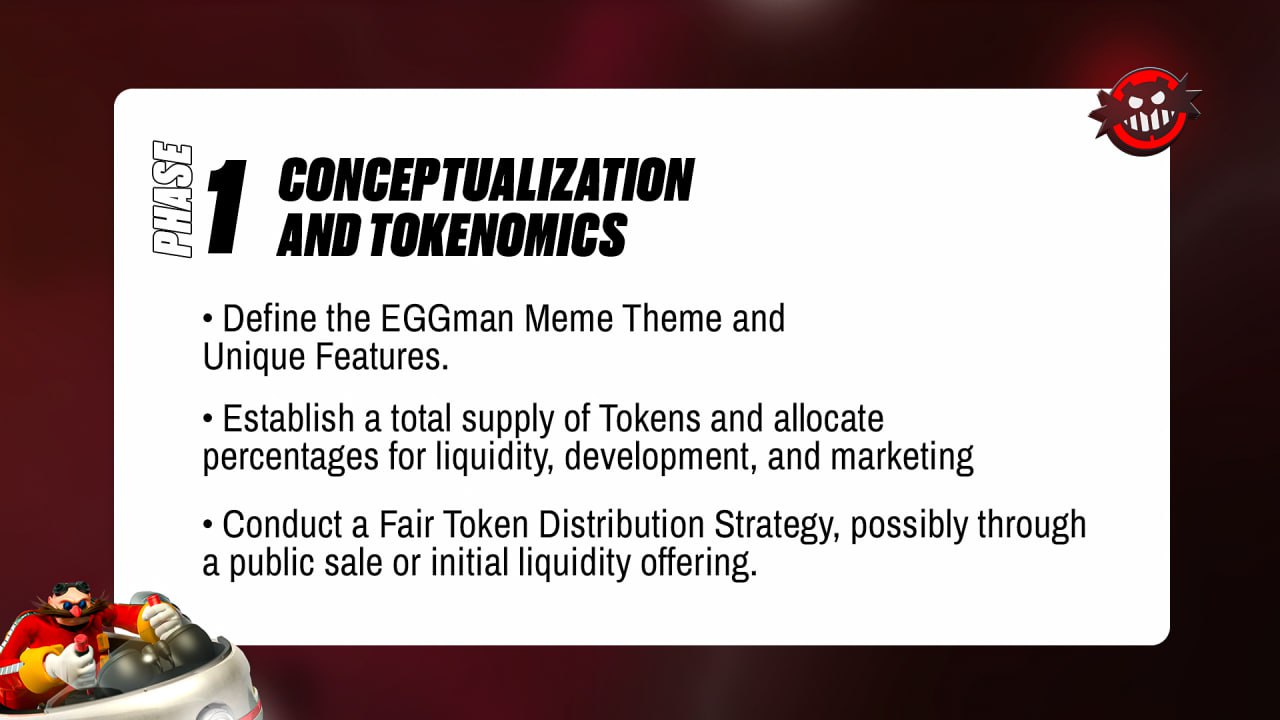 PHASE
1
CONCEPTUALIZATION
AND TOKENOMICS
• Define the EGGman Meme Theme and
Unique Features.
• Establish a total supply of Tokens and allocate
percentages for liquidity, development, and marketing
• Conduct a Fair Token Distribution Strategy, possibly through
a public sale or initial liquidity offering.